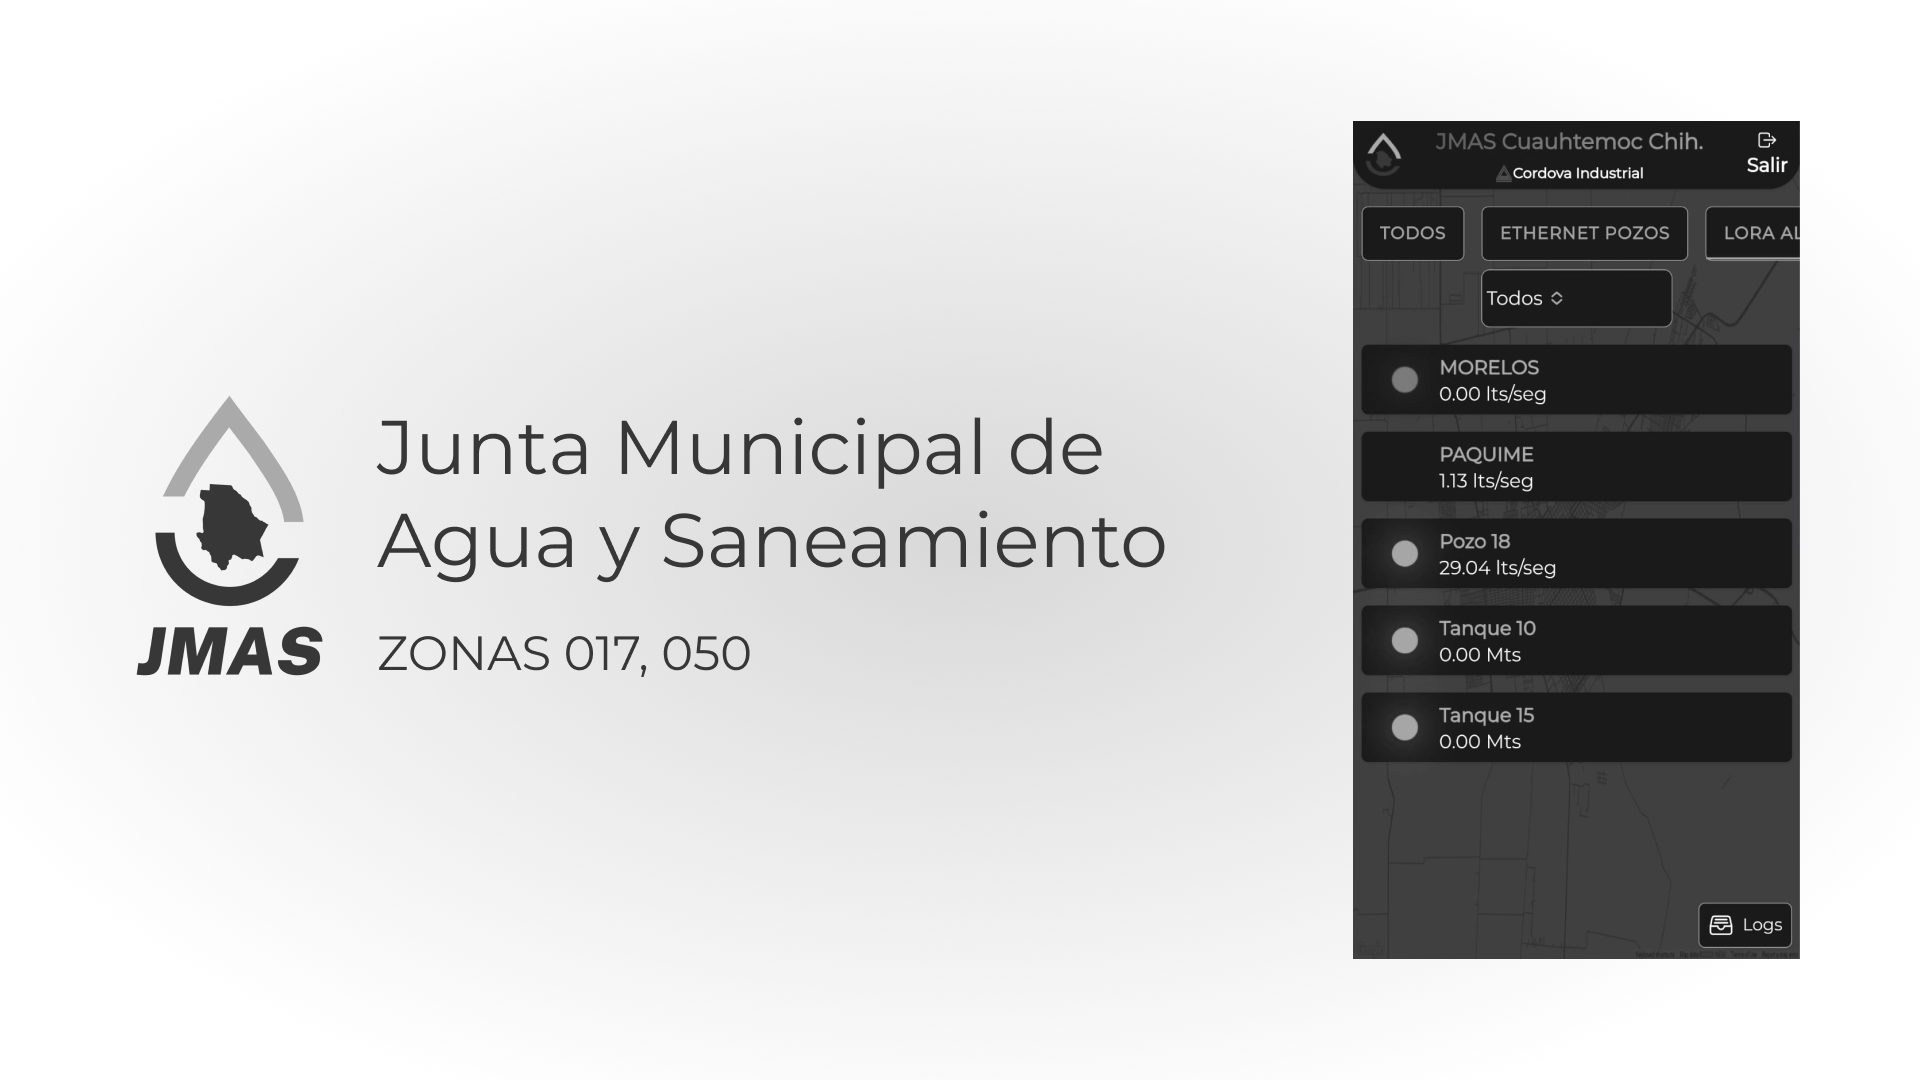 JMAS
Junta Municipal de
Agua y Saneamiento
ZONAS 017, 050
JMAS Cuauhtemoc Chih.
Cordova Industrial
Salir
TODOS
ETHERNET POZOS
LORA AL
Todos
MORELOS
0.00 lts/seg
PAQUIME
1.13 lts/seg
Pozo 18
29.04 lts/seg
Tanque 10
0.00 Mts
Tanque 15
0.00 Mts
Logs